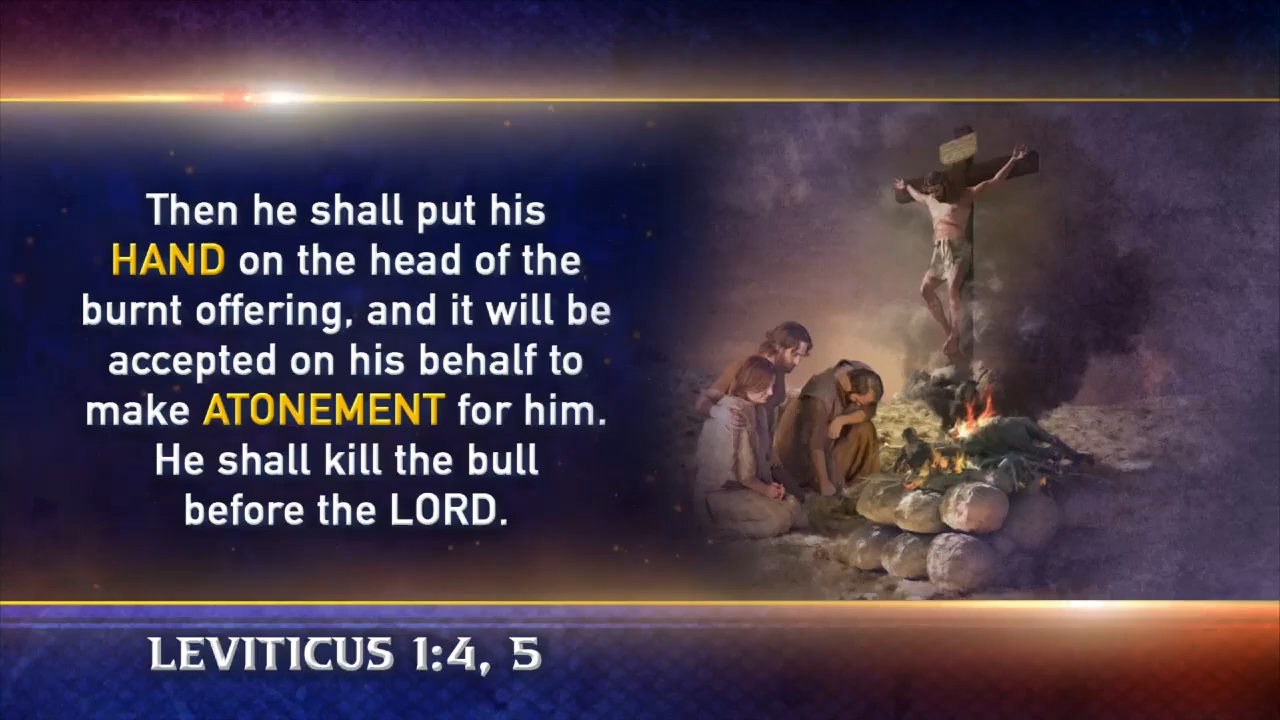 Then he shall put his
HAND on the head of the
burnt offering, and it will be
accepted on his behalf to
make ATONEMENT for him.
He shall kill the bull
before the LORD.
LEVITICUS 1:4, 5